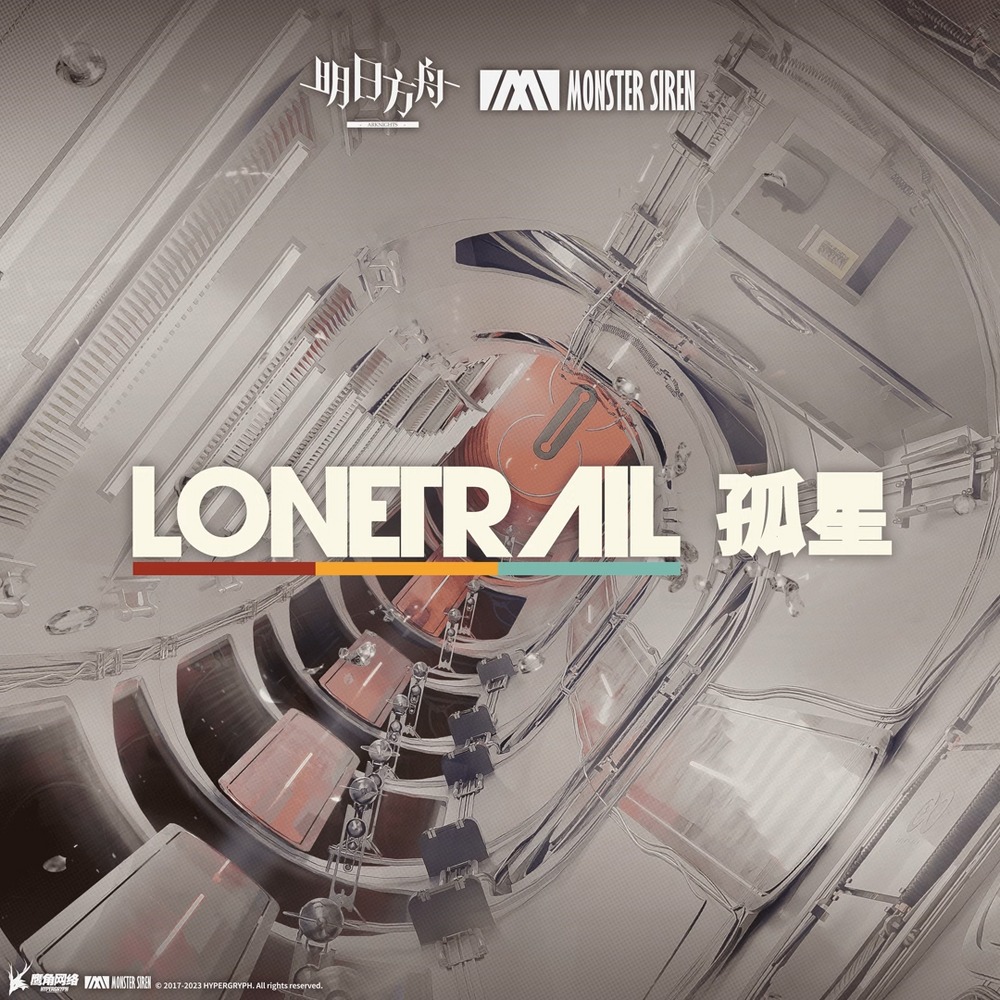 明日方舟
ARKNIGHTS
MONSTER SIREN
LONETRAIL 孤星
鹰角网络
HYPERGRYPH
MONSTER SIREN © 2017-2023 HYPERGRYPH. All rights reserved.